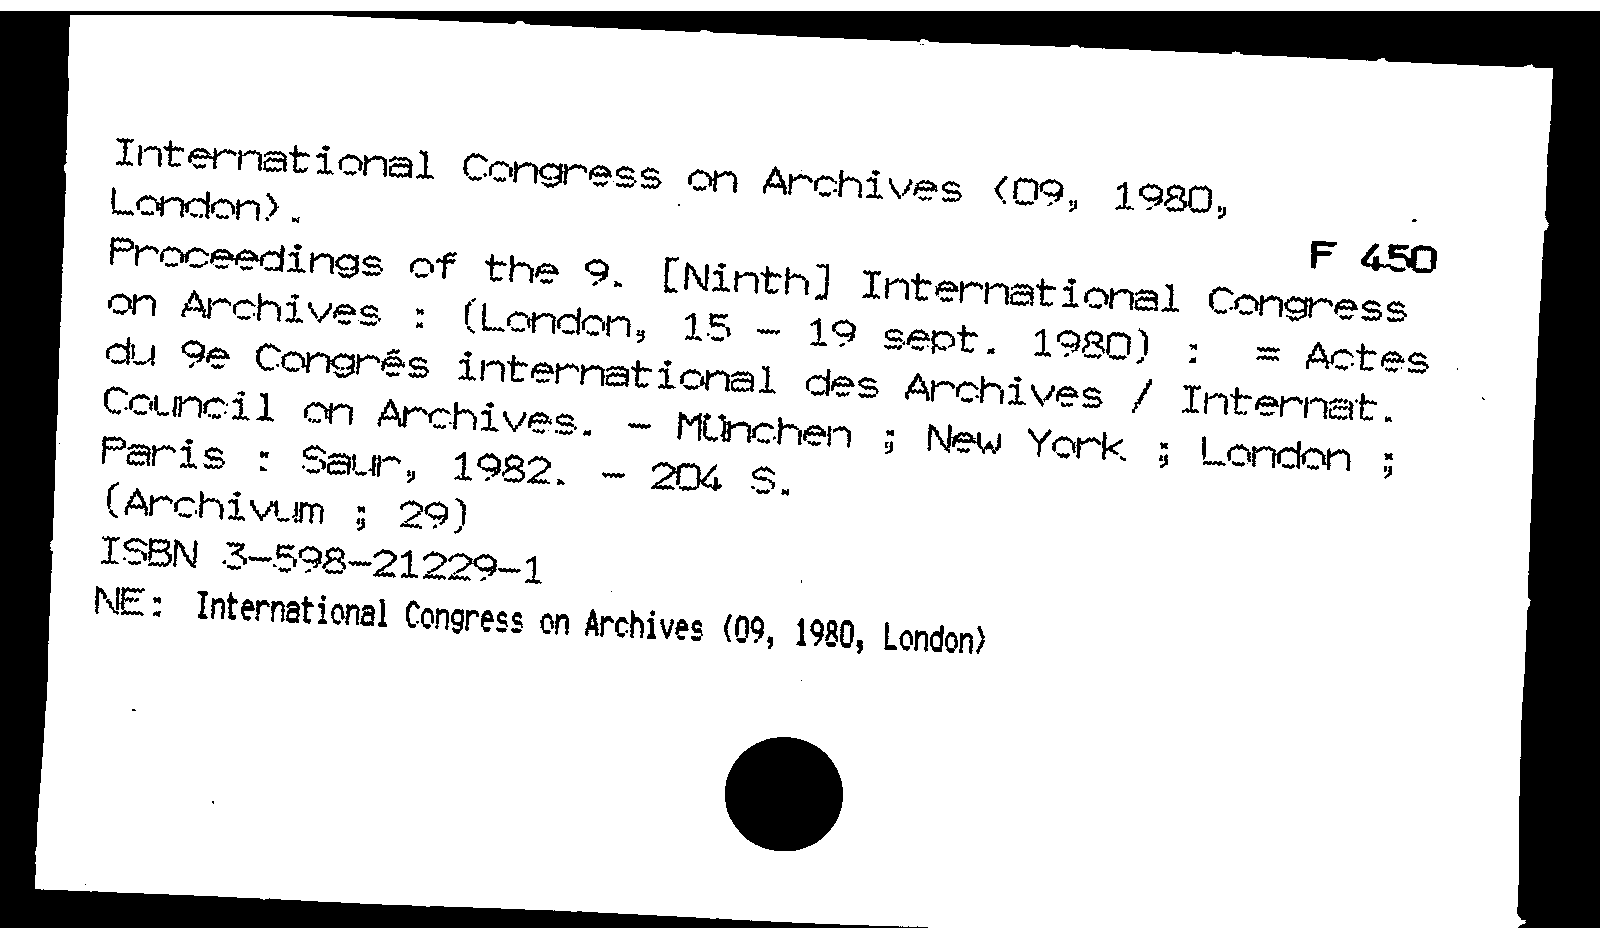 International Congress on Archives (09, 1980,
London).
F 450
Proceedings of the 9. [Ninth] International Congress
on Archives : (London, 15 - 19 sept. 1980) : = Actes
du 9e Congrés international des Archives / Internat.
Council on Archives. - München ; New York ; London ;
Paris : Saur, 1982. - 204 S.
(Archivum ; 29)
ISBN 3-598-21229-1
NE: International Congress on Archives (09, 1980, London)